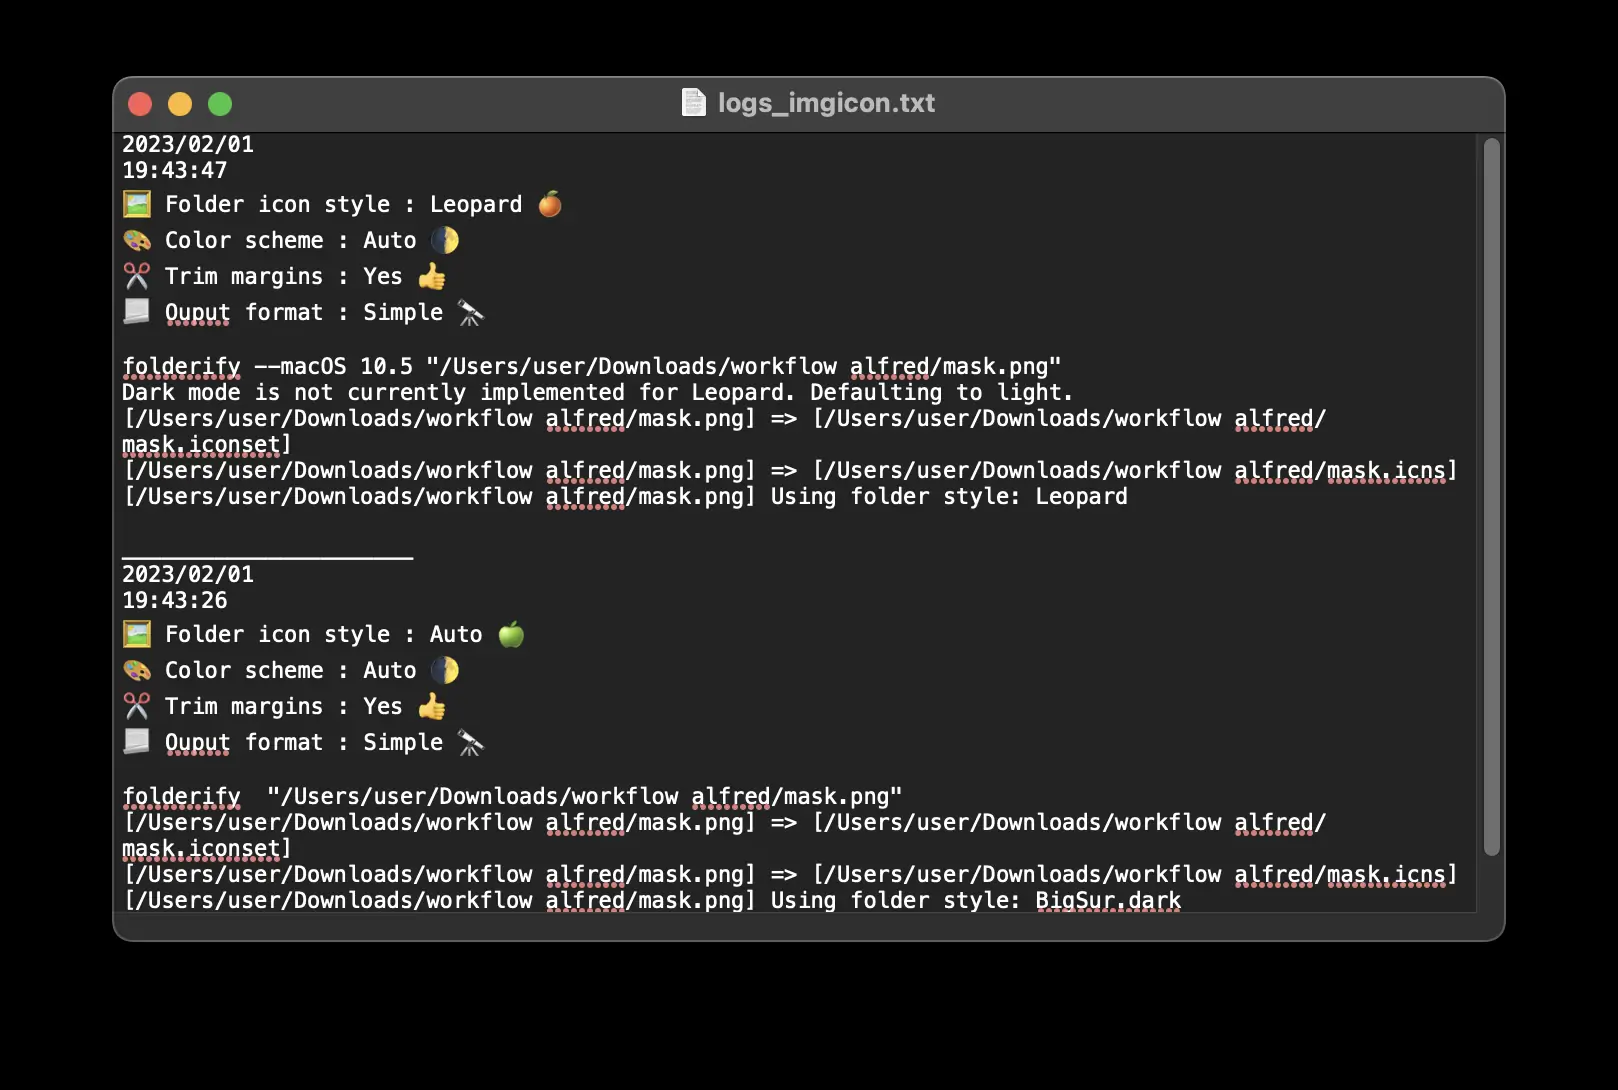 logs_imgicon.txt
2023/02/01
19:43:47
🖼️ Folder icon style : Leopard 🍊
🎨 Color scheme : Auto 🌓
✂️ Trim margins : Yes 👍
📃 Ouput format : Simple 🔭
folderify --macOS 10.5 "/Users/user/Downloads/workflow alfred/mask.png"
Dark mode is not currently implemented for Leopard. Defaulting to light.
[/Users/user/Downloads/workflow alfred/mask.png] => [/Users/user/Downloads/workflow alfred/
mask.iconset]
[/Users/user/Downloads/workflow alfred/mask.png] => [/Users/user/Downloads/workflow alfred/mask.icns]
[/Users/user/Downloads/workflow alfred/mask.png] Using folder style: Leopard
______________________
2023/02/01
19:43:26
🖼️ Folder icon style : Auto 🍏
🎨 Color scheme : Auto 🌓
✂️ Trim margins : Yes 👍
📃 Ouput format : Simple 🔭
folderify  "/Users/user/Downloads/workflow alfred/mask.png"
[/Users/user/Downloads/workflow alfred/mask.png] => [/Users/user/Downloads/workflow alfred/
mask.iconset]
[/Users/user/Downloads/workflow alfred/mask.png] => [/Users/user/Downloads/workflow alfred/mask.icns]
[/Users/user/Downloads/workflow alfred/mask.png] Using folder style: BigSur.dark